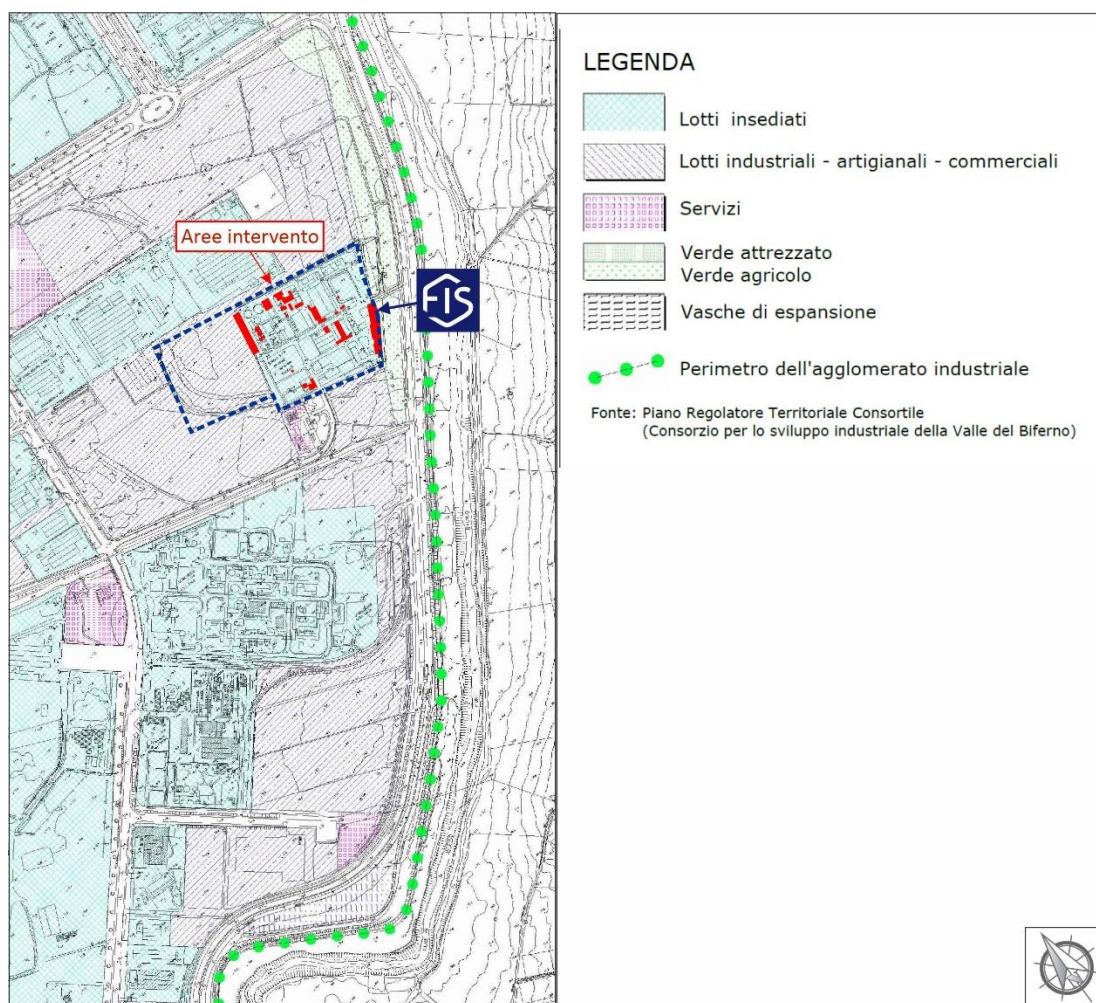 Aree intervento
FIS
LEGENDA
Lotti insediati
Lotti industriali - artigianali - commerciali
Servizi
Verde attrezzato
Verde agricolo
Vasche di espansione
Perimetro dell'agglomerato industriale
Fonte: Piano Regolatore Territoriale Consortile
(Consorzio per lo sviluppo industriale della Valle del Biferno)